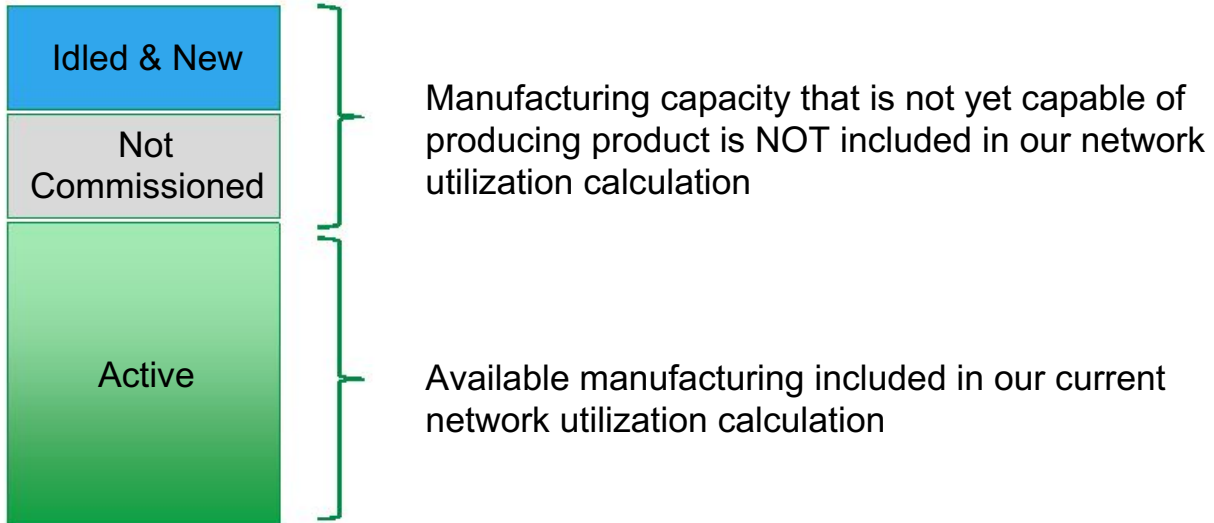 Idled & New
Not
Commissioned
Manufacturing capacity that is not yet capable of
producing product is NOT included in our network
utilization calculation
Active
Available manufacturing included in our current
network utilization calculation